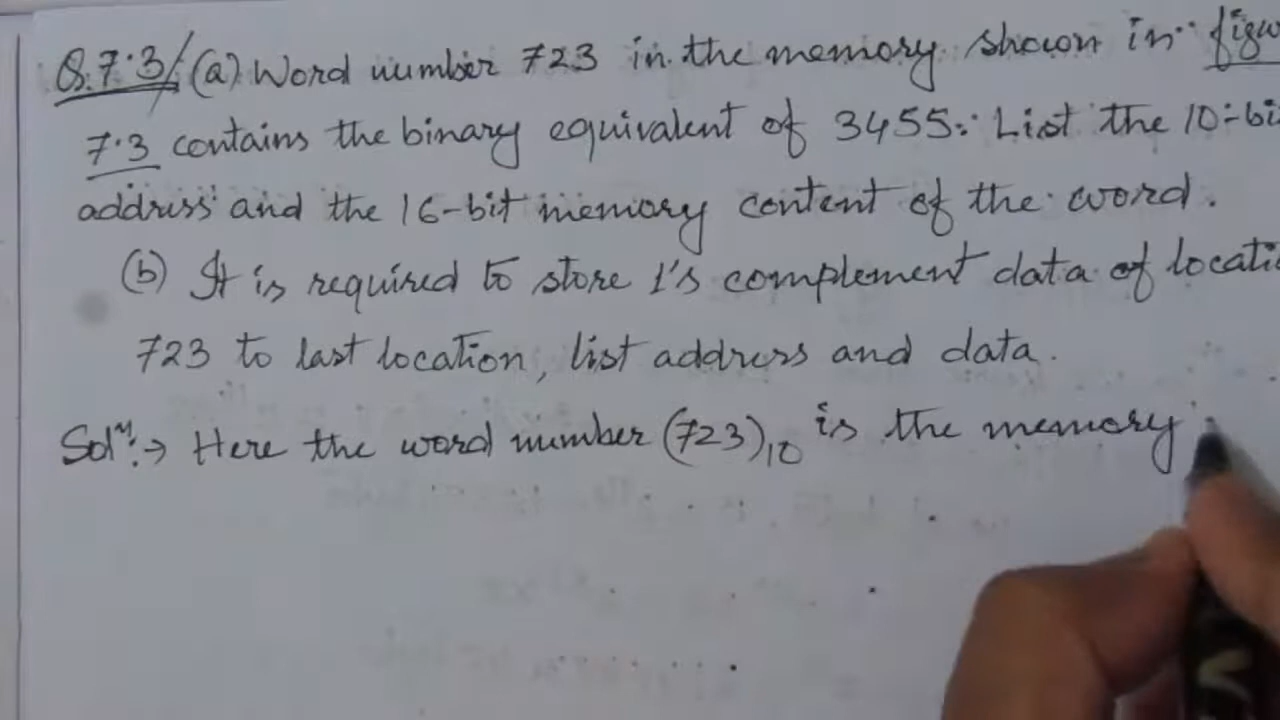 Q.7.3/ (a) Word number 723 in the memory shown in
7.3 contains the binary equivalent of 3455. List the 10-bi
address and the 16-bit memory content of the word.
(b) It is required to store 1's complement data of locati
723 to last location, list address and data.
Solⁿ:→ Here the word number (723)₁₀ is the memory